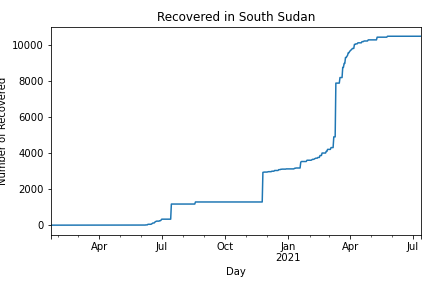 Recovered in South Sudan
10000
8000
6000
4000
2000
0
Number of Recovered
Apr Jul Oct Jan Apr Jul
2021
Day